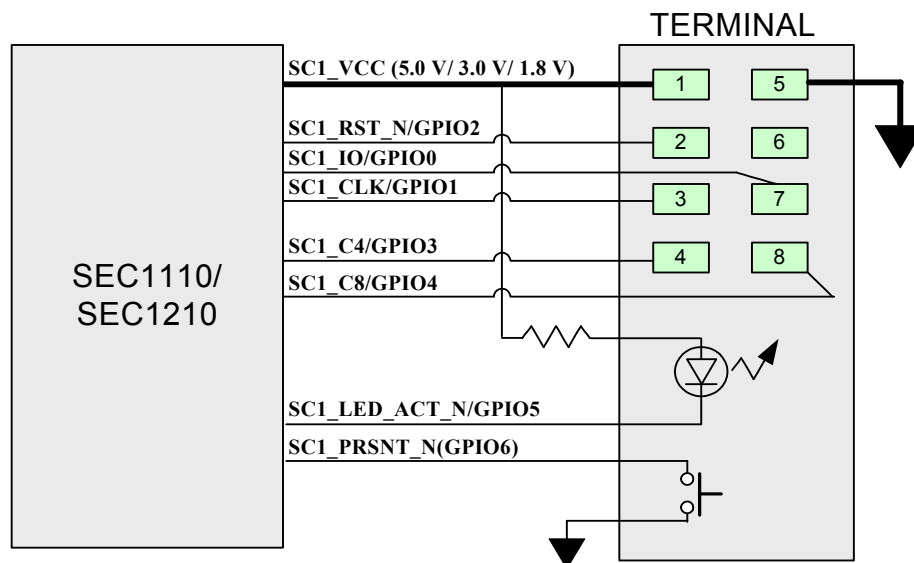 TERMINAL
SC1_VCC (5.0 V/ 3.0 V/ 1.8 V)
1 5
SC1_RST_N/GPIO2
2 6
SC1_IO/GPIO0
SC1_CLK/GPIO1
3 7
SC1_C4/GPIO3
4 8
SC1_C8/GPIO4
SEC1110/
SEC1210
SC1_LED_ACT_N/GPIO5
SC1_PRSNT_N(GPIO6)